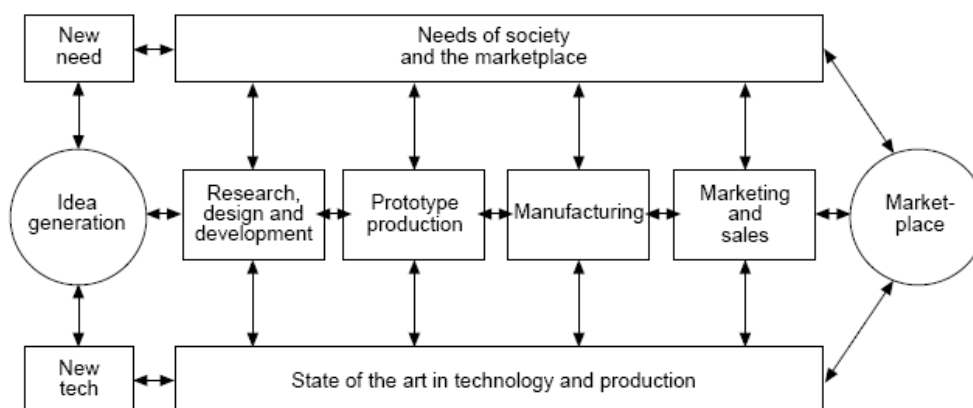 New
need
Needs of society
and the marketplace
Idea
generation
Research,
design and
development
Prototype
production
Manufacturing
Marketing
and
sales
Market-
place
New
tech
State of the art in technology and production